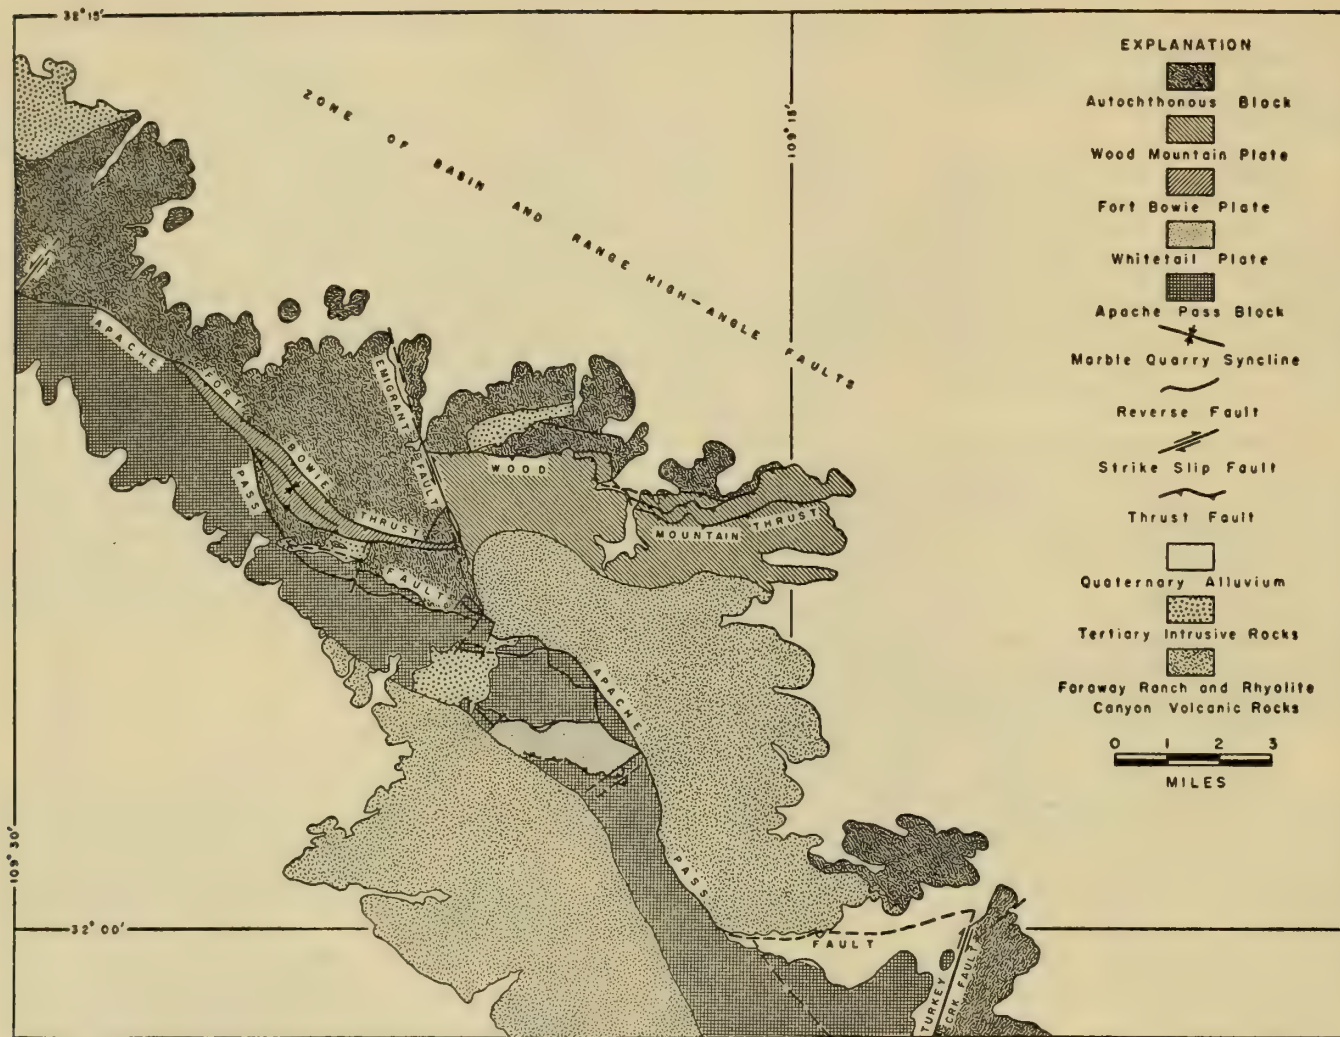 32° 15'
109° 15'
109° 30'
32° 00'
ZONE OF BASIN AND RANGE HIGH-ANGLE FAULTS
APACHE
FORT
BOWIE
THRUST
PASS
FAULTS
EMIGRANT
FAULT
WOOD
MOUNTAIN THRUST
APACHE
PASS
FAULT
TURKEY
CRK. FAULT
EXPLANATION
Autochthonous Block
Wood Mountain Plate
Fort Bowie Plate
Whitetail Plate
Apache Pass Block
Marble Quarry Syncline
Reverse Fault
Strike Slip Fault
Thrust Fault
Quaternary Alluvium
Tertiary Intrusive Rocks
Faraway Ranch and Rhyolite
Canyon Volcanic Rocks
0 1 2 3
MILES